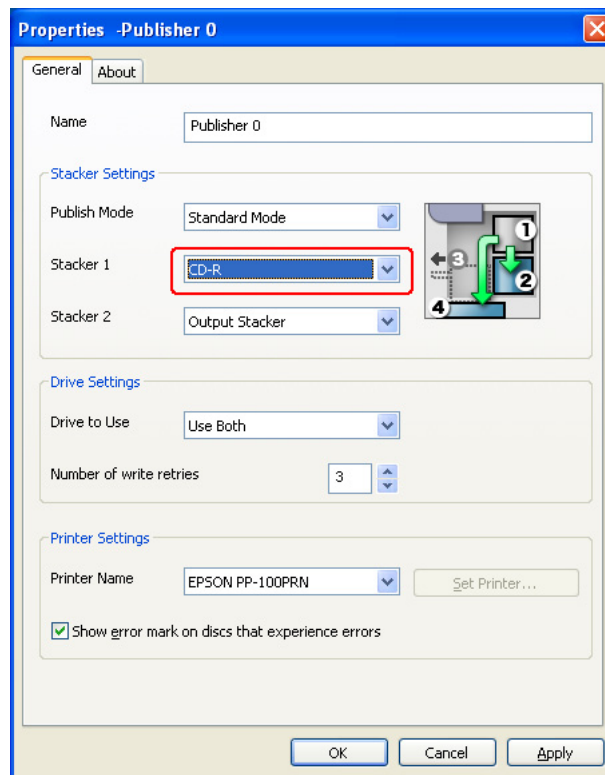 Properties -Publisher 0
General About
Name Publisher 0
Stacker Settings
Publish Mode Standard Mode
Stacker 1 CD-R
Stacker 2 Output Stacker
1
3
2
4
Drive Settings
Drive to Use Use Both
Number of write retries 3
Printer Settings
Printer Name EPSON PP-100PRN Set Printer...
Show error mark on discs that experience errors
OK Cancel Apply